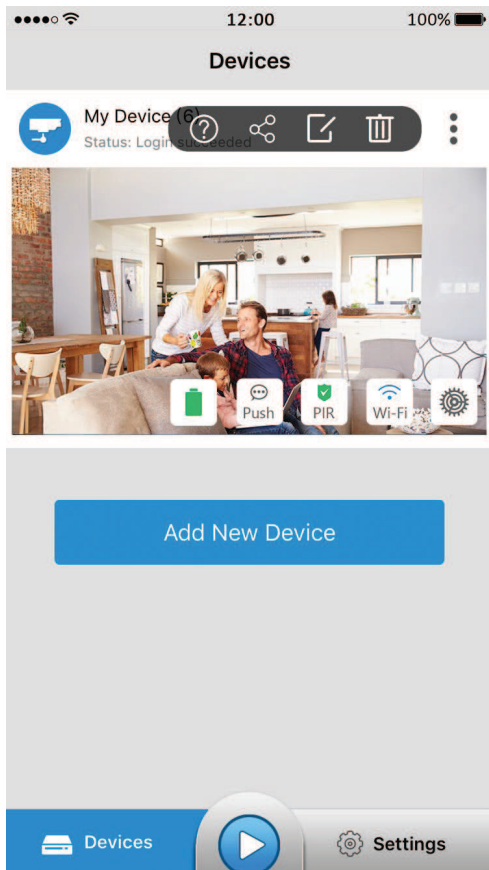 12:00
100%
Devices
My Device (6)
Status: Login succeeded
Push
PIR
Wi-Fi
Add New Device
Devices
Settings